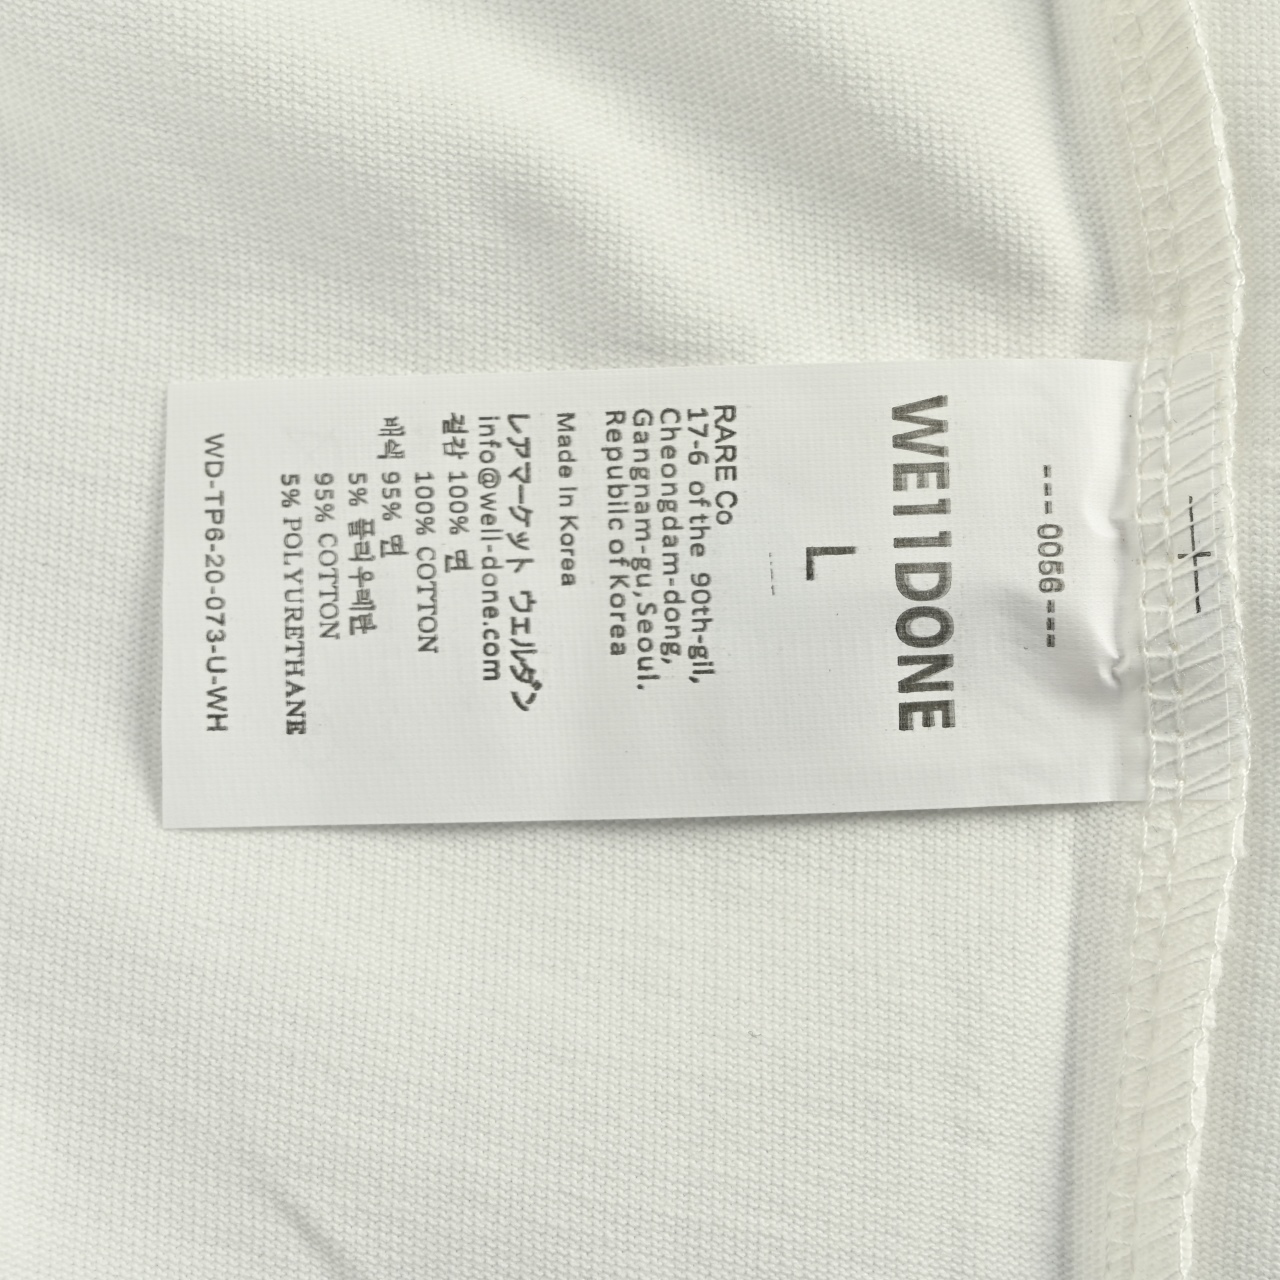 ---0056---
WE11DONE
L
RARE Co
17-6 of the 90th-gil,
Cheongdam-dong,
Gangnam-gu, Seoul.
Republic of Korea
Made In Korea
レアマーケット ウェルダン
info@well-done.com
겉감 100% 면
100% COTTON
배색 95% 면
5% 폴리우레탄
95% COTTON
5% POLYURETHANE
WD-TP6-20-073-U-WH